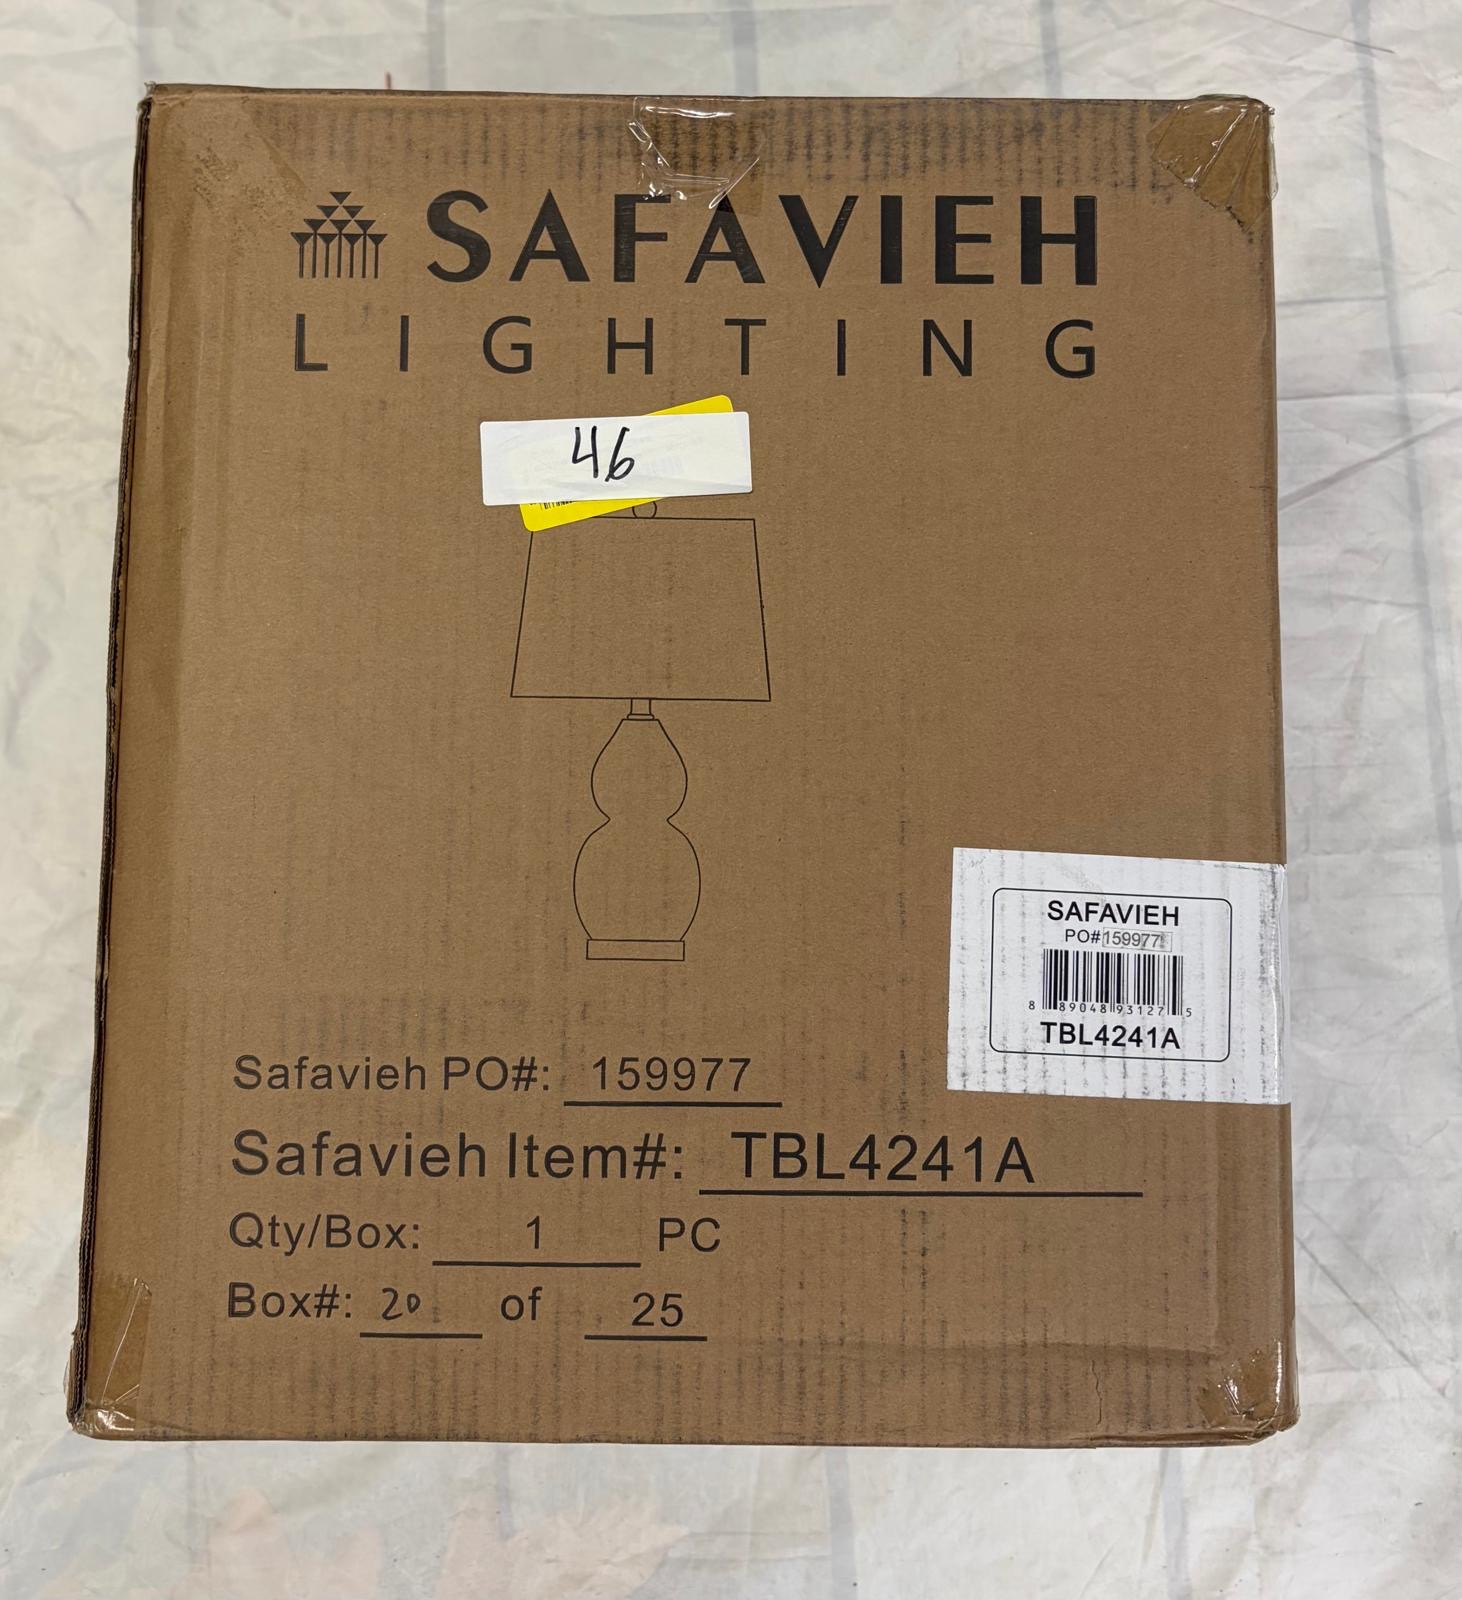 SAFAVIEH
LIGHTING
46
SAFAVIEH
PO#159977
8 89048 93127 5
TBL4241A
Safavieh PO#: 159977
Safavieh Item#: TBL4241A
Qty/Box: 1 PC
Box#: 20 of 25